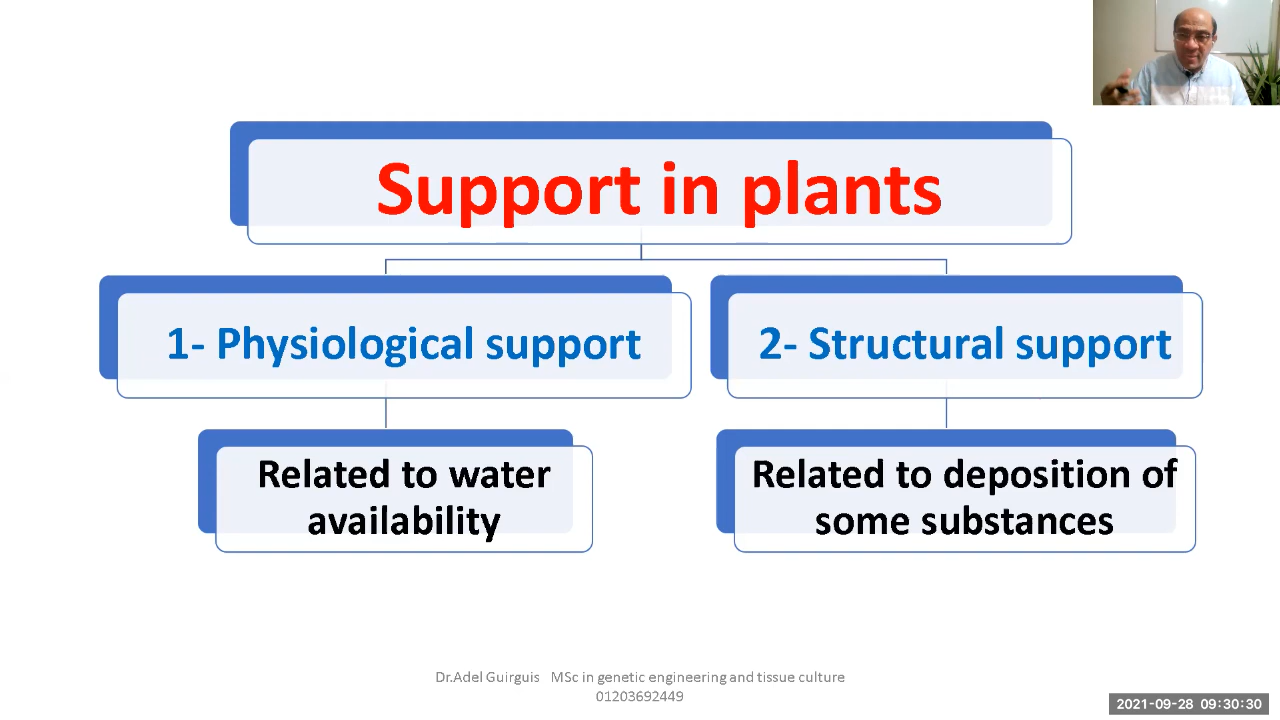 Support in plants
1- Physiological support
2- Structural support
Related to water
availability
Related to deposition of
some substances
Dr.Adel Guirguis MSc in genetic engineering and tissue culture
01203692449
2021-09-28 09:30:30